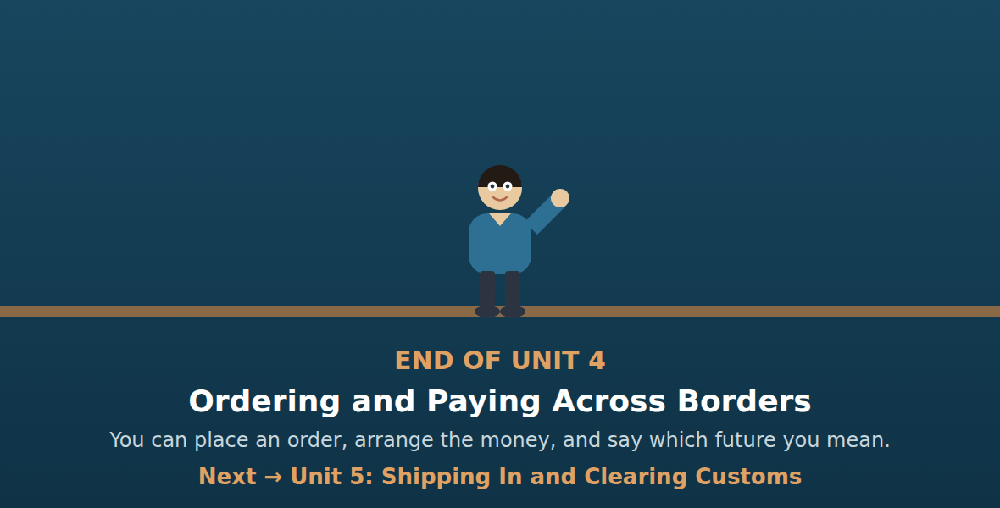 END OF UNIT 4
Ordering and Paying Across Borders
You can place an order, arrange the money, and say which future you mean.
Next → Unit 5: Shipping In and Clearing Customs